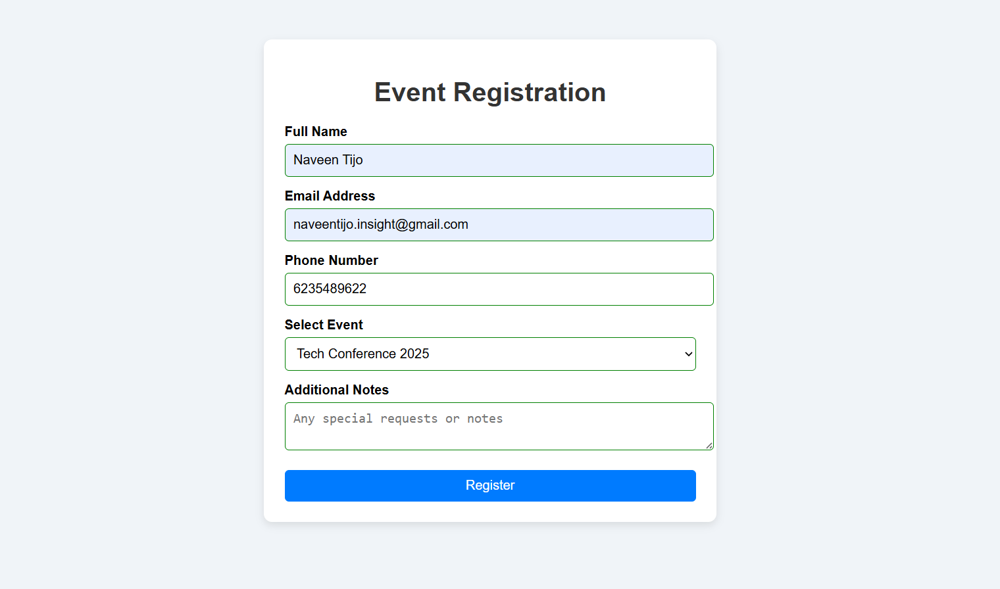 Event Registration
Full Name
Naveen Tijo
Email Address
naveentijo.insight@gmail.com
Phone Number
6235489622
Select Event
Tech Conference 2025
Additional Notes
Any special requests or notes
Register